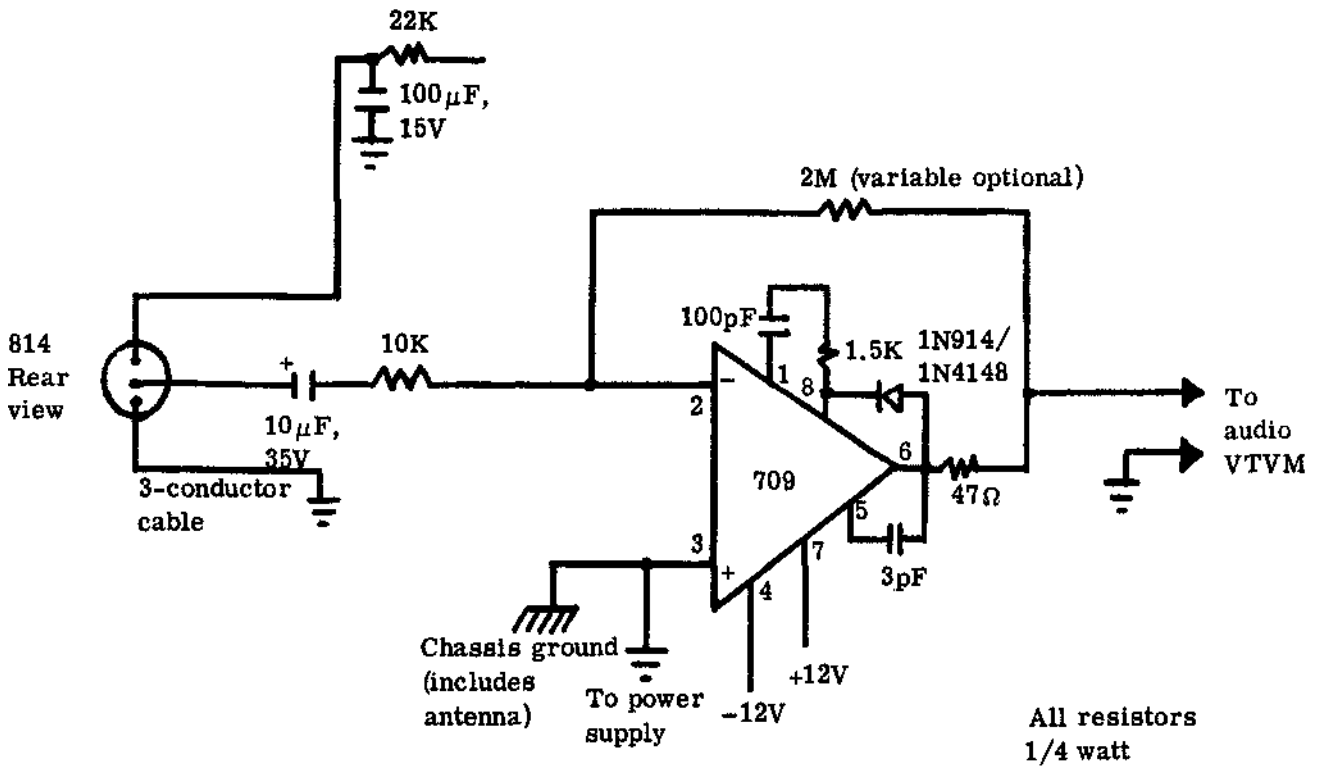 22K
100μF,
15V
2M (variable optional)
814
Rear
view
+
10K
10μF,
35V
3-conductor
cable
100pF
1.5K
1N914/
1N4148
−
1
8
2
709
6
47Ω
5
3
+
7
4
3pF
To
audio
VTVM
Chassis ground
(includes
antenna)
To power
supply
−12V
+12V
All resistors
1/4 watt